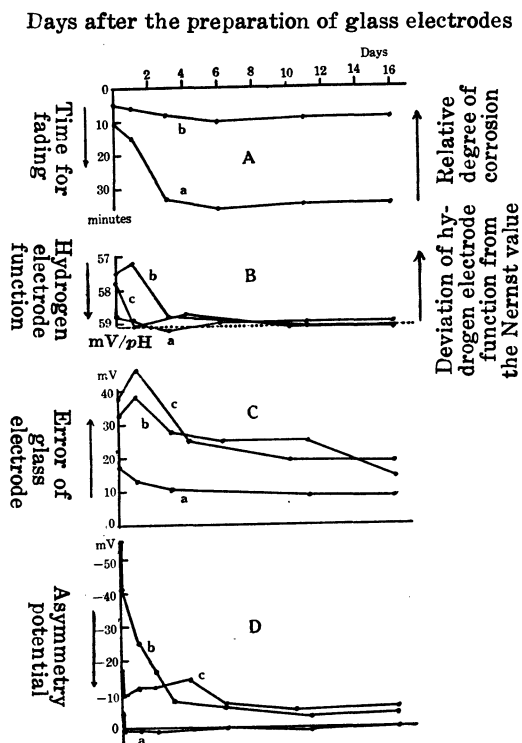 Days after the preparation of glass electrodes
Days
2 4 6 8 10 12 14 16
0
10
20
30
minutes
Time for
fading
b
A
a
Relative
degree of
corrosion
57
58
59
mV/pH
Hydrogen
electrode
function
b
B
c
a
Deviation of hy-
drogen electrode
function from
the Nernst value
mV
40
30
20
10
0
Error of
glass
electrode
c
C
b
a
mV
-50
-40
-30
-20
-10
0
Asymmetry
potential
b
D
c
a